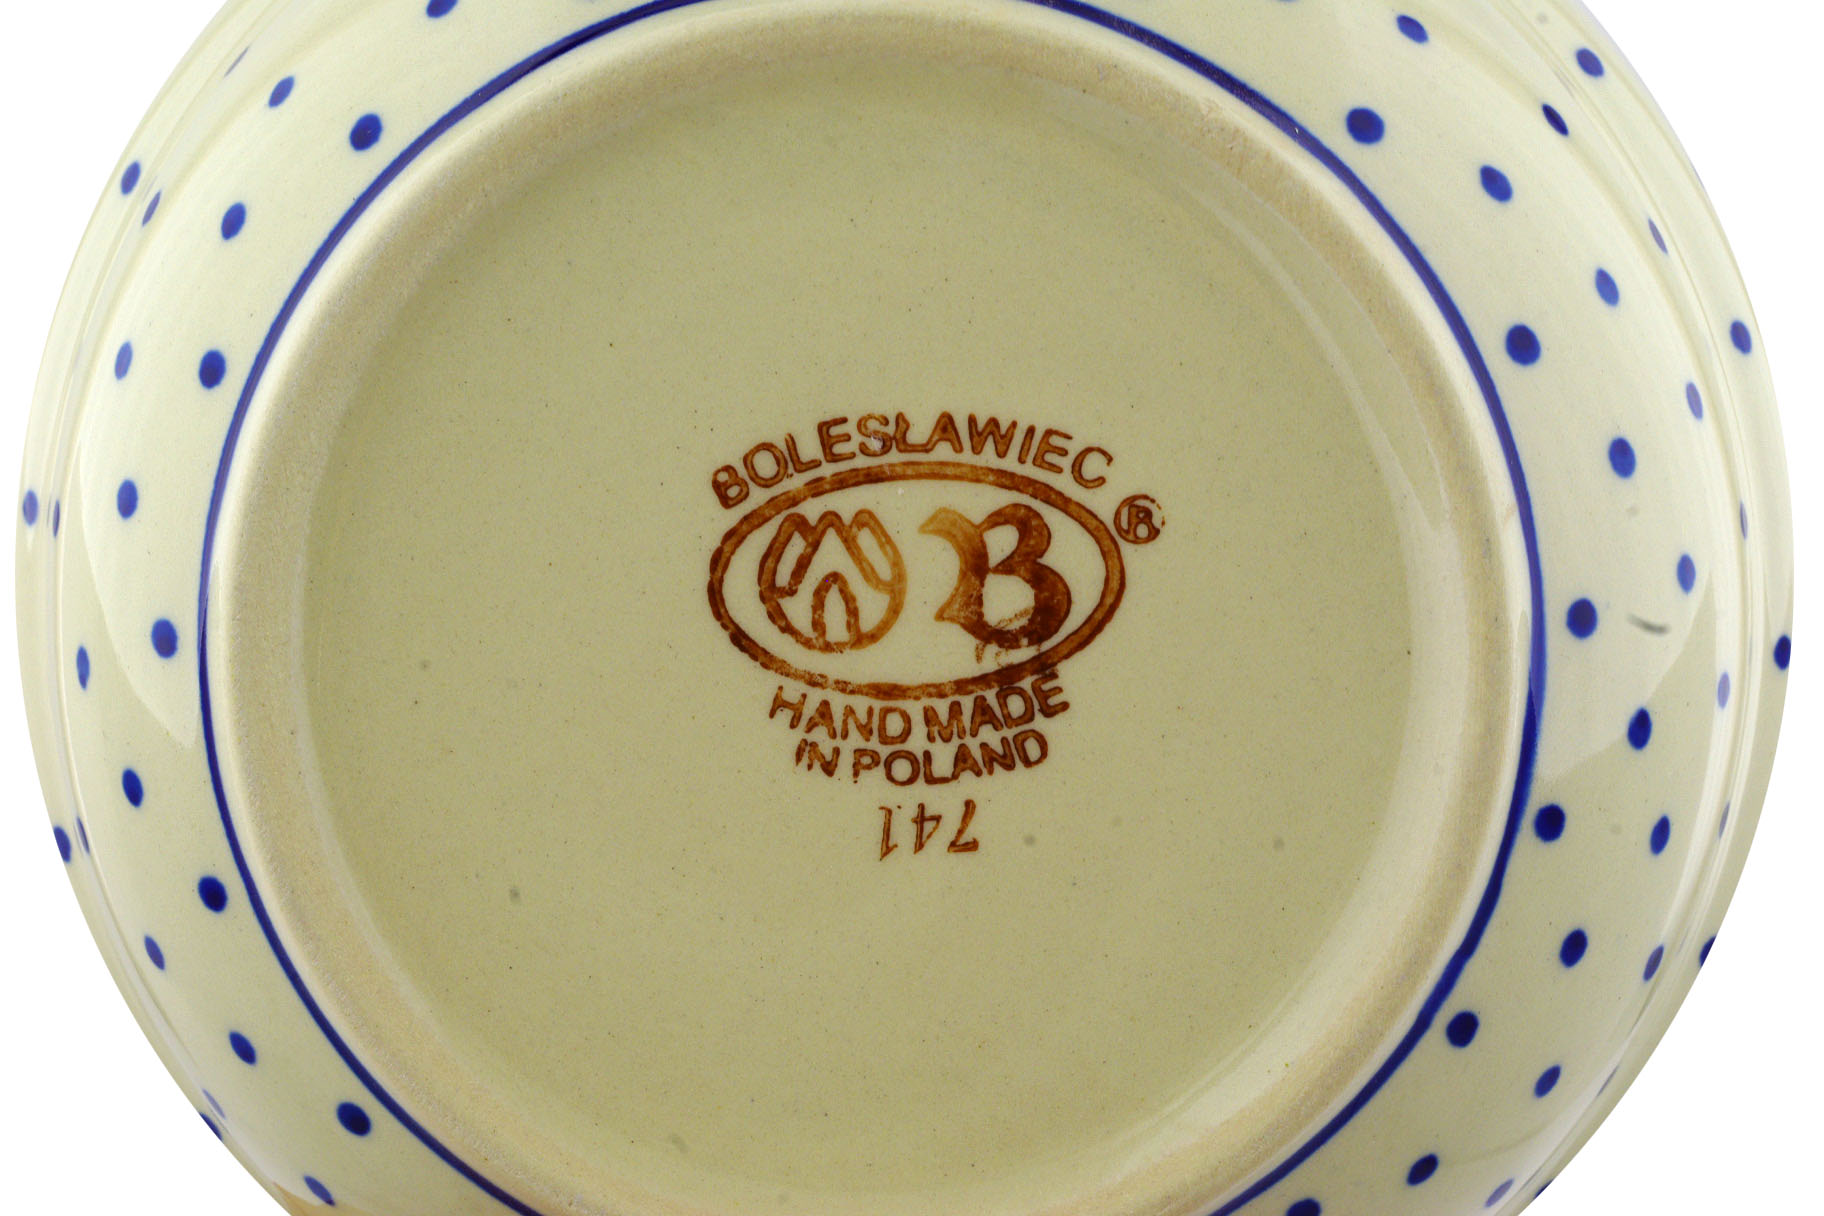 BOLESŁAWIEC
B ®
HAND MADE
IN POLAND
741